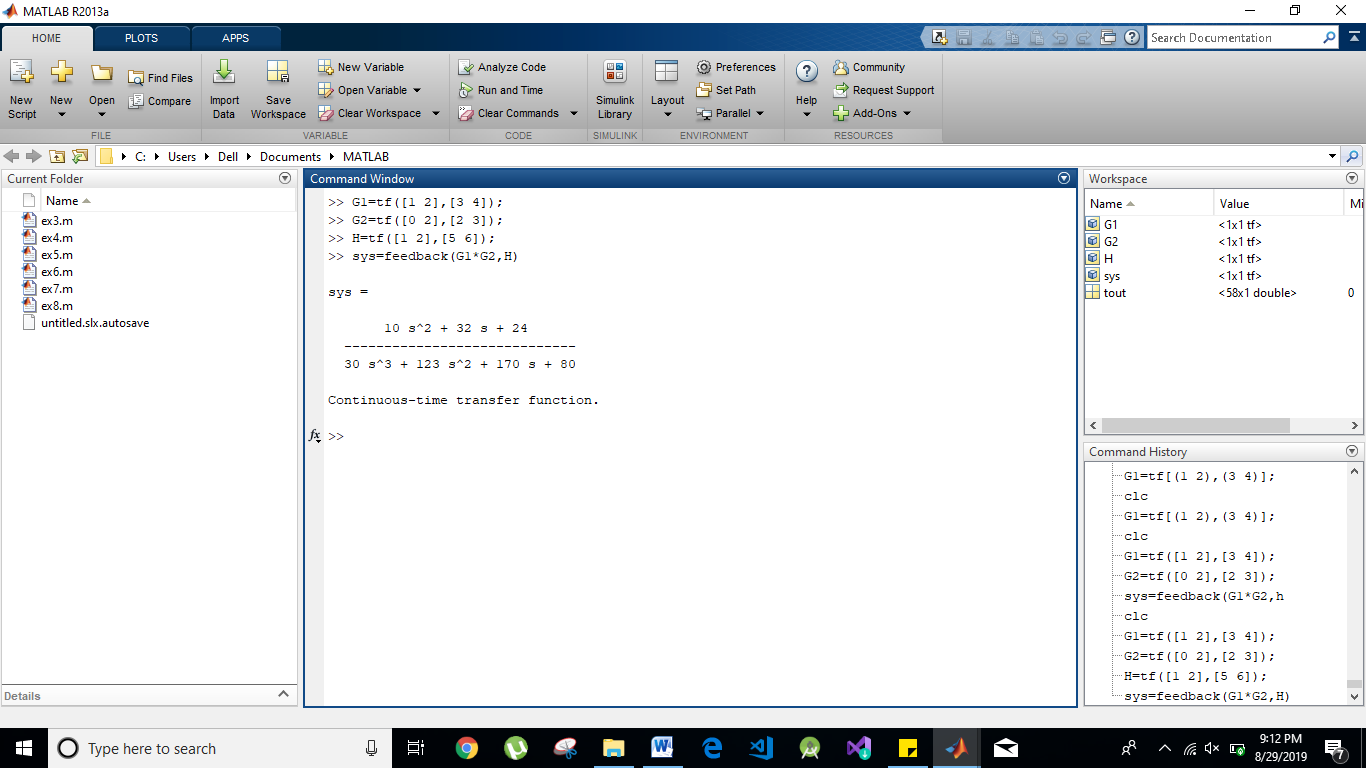 MATLAB R2013a
HOME PLOTS APPS
Search Documentation
New Script
New
Open
Find Files
Compare
FILE
Import Data
Save Workspace
New Variable
Open Variable
Clear Workspace
VARIABLE
Analyze Code
Run and Time
Clear Commands
CODE
Simulink Library
SIMULINK
Layout
Preferences
Set Path
Parallel
ENVIRONMENT
Help
Community
Request Support
Add-Ons
RESOURCES
C: Users Dell Documents MATLAB
Current Folder
Name
ex3.m
ex4.m
ex5.m
ex6.m
ex7.m
ex8.m
untitled.slx.autosave
Details
Command Window
>> G1=tf([1 2],[3 4]);
>> G2=tf([0 2],[2 3]);
>> H=tf([1 2],[5 6]);
>> sys=feedback(G1*G2,H)
sys =
10 s^2 + 32 s + 24
-----------------------------
30 s^3 + 123 s^2 + 170 s + 80
Continuous-time transfer function.
fx >>
Workspace
Name Value Mi
G1 <1x1 tf>
G2 <1x1 tf>
H <1x1 tf>
sys <1x1 tf>
tout <58x1 double> 0
Command History
G1=tf[(1 2),(3 4)];
clc
G1=tf[(1 2),(3 4)];
clc
G1=tf([1 2],[3 4]);
G2=tf([0 2],[2 3]);
sys=feedback(G1*G2,h
clc
G1=tf([1 2],[3 4]);
G2=tf([0 2],[2 3]);
H=tf([1 2],[5 6]);
sys=feedback(G1*G2,H)
Type here to search
9:12 PM
8/29/2019
7